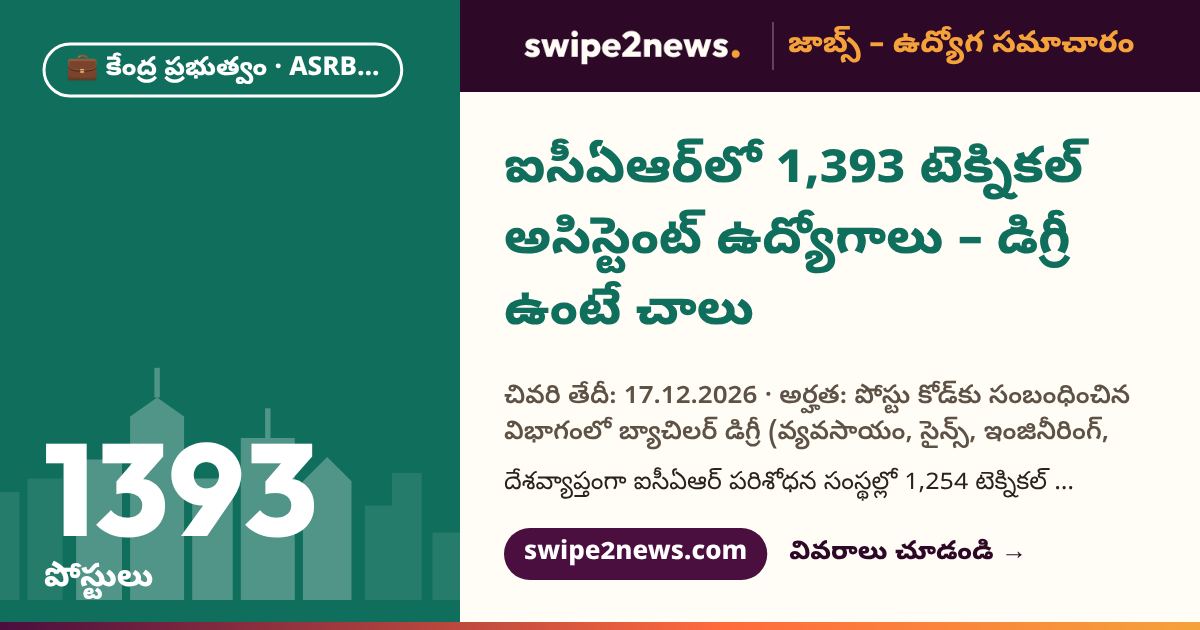 💼 కేంద్ర ప్రభుత్వం · ASRB...
swipe2news.
జాబ్స్ – ఉద్యోగ సమాచారం
ఐసీఏఆర్‌లో 1,393 టెక్నికల్
అసిస్టెంట్ ఉద్యోగాలు – డిగ్రీ
ఉంటే చాలు
చివరి తేదీ: 17.12.2026 · అర్హత: పోస్టు కోడ్‌కు సంబంధించిన
విభాగంలో బ్యాచిలర్ డిగ్రీ (వ్యవసాయం, సైన్స్, ఇంజినీరింగ్,
దేశవ్యాప్తంగా ఐసీఏఆర్ పరిశోధన సంస్థల్లో 1,254 టెక్నికల్ ...
1393
పోస్టులు
swipe2news.com
వివరాలు చూడండి →